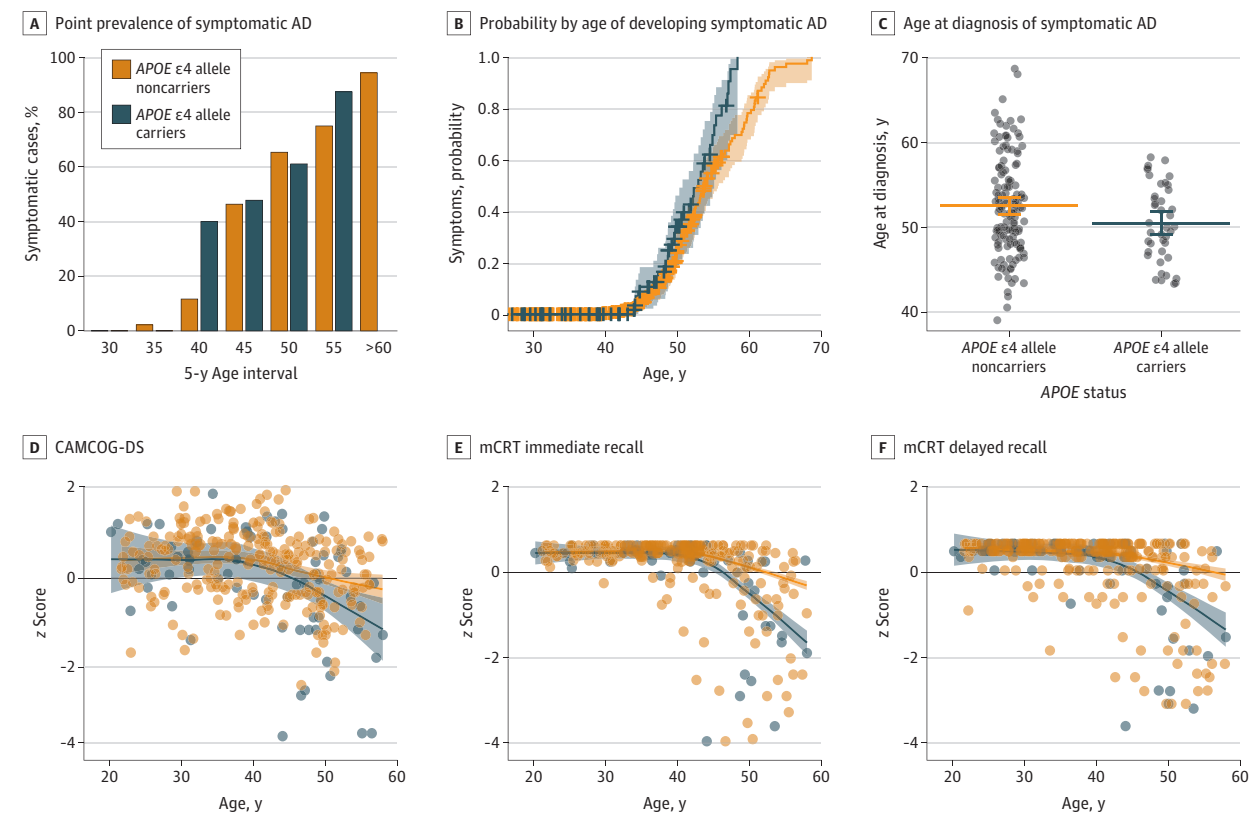 A Point prevalence of symptomatic AD
Symptomatic cases, %
100
80
60
40
20
0
APOE ε4 allele
noncarriers
APOE ε4 allele
carriers
30 35 40 45 50 55 >60
5-y Age interval
B Probability by age of developing symptomatic AD
Symptoms, probability
1.0
0.8
0.6
0.4
0.2
0
30 40 50 60 70
Age, y
C Age at diagnosis of symptomatic AD
Age at diagnosis, y
70
60
50
40
APOE ε4 allele
noncarriers
APOE ε4 allele
carriers
APOE status
D CAMCOG-DS
z Score
2
0
-2
-4
20 30 40 50 60
Age, y
E mCRT immediate recall
z Score
2
0
-2
-4
20 30 40 50 60
Age, y
F mCRT delayed recall
z Score
2
0
-2
-4
20 30 40 50 60
Age, y